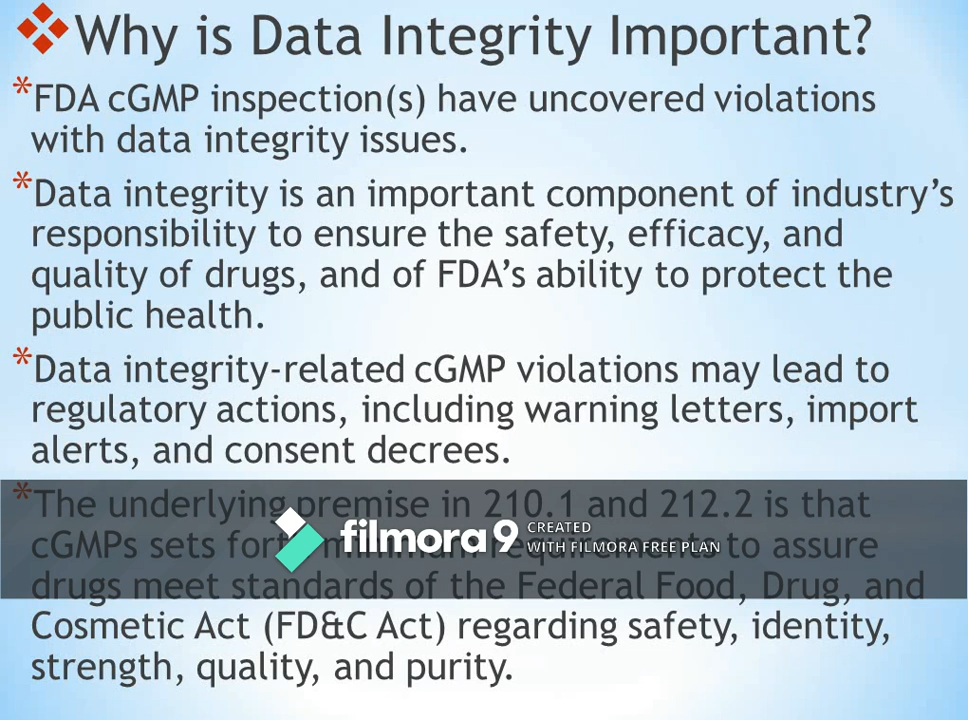 Why is Data Integrity Important?
*FDA cGMP inspection(s) have uncovered violations
with data integrity issues.
*Data integrity is an important component of industry's
responsibility to ensure the safety, efficacy, and
quality of drugs, and of FDA's ability to protect the
public health.
*Data integrity-related cGMP violations may lead to
regulatory actions, including warning letters, import
alerts, and consent decrees.
*The underlying premise in 210.1 and 212.2 is that
cGMPs sets forth to assure
filmora 9 CREATED
WITH FILMORA FREE PLAN
drugs meet standards of the Federal Food, Drug, and
Cosmetic Act (FD&C Act) regarding safety, identity,
strength, quality, and purity.